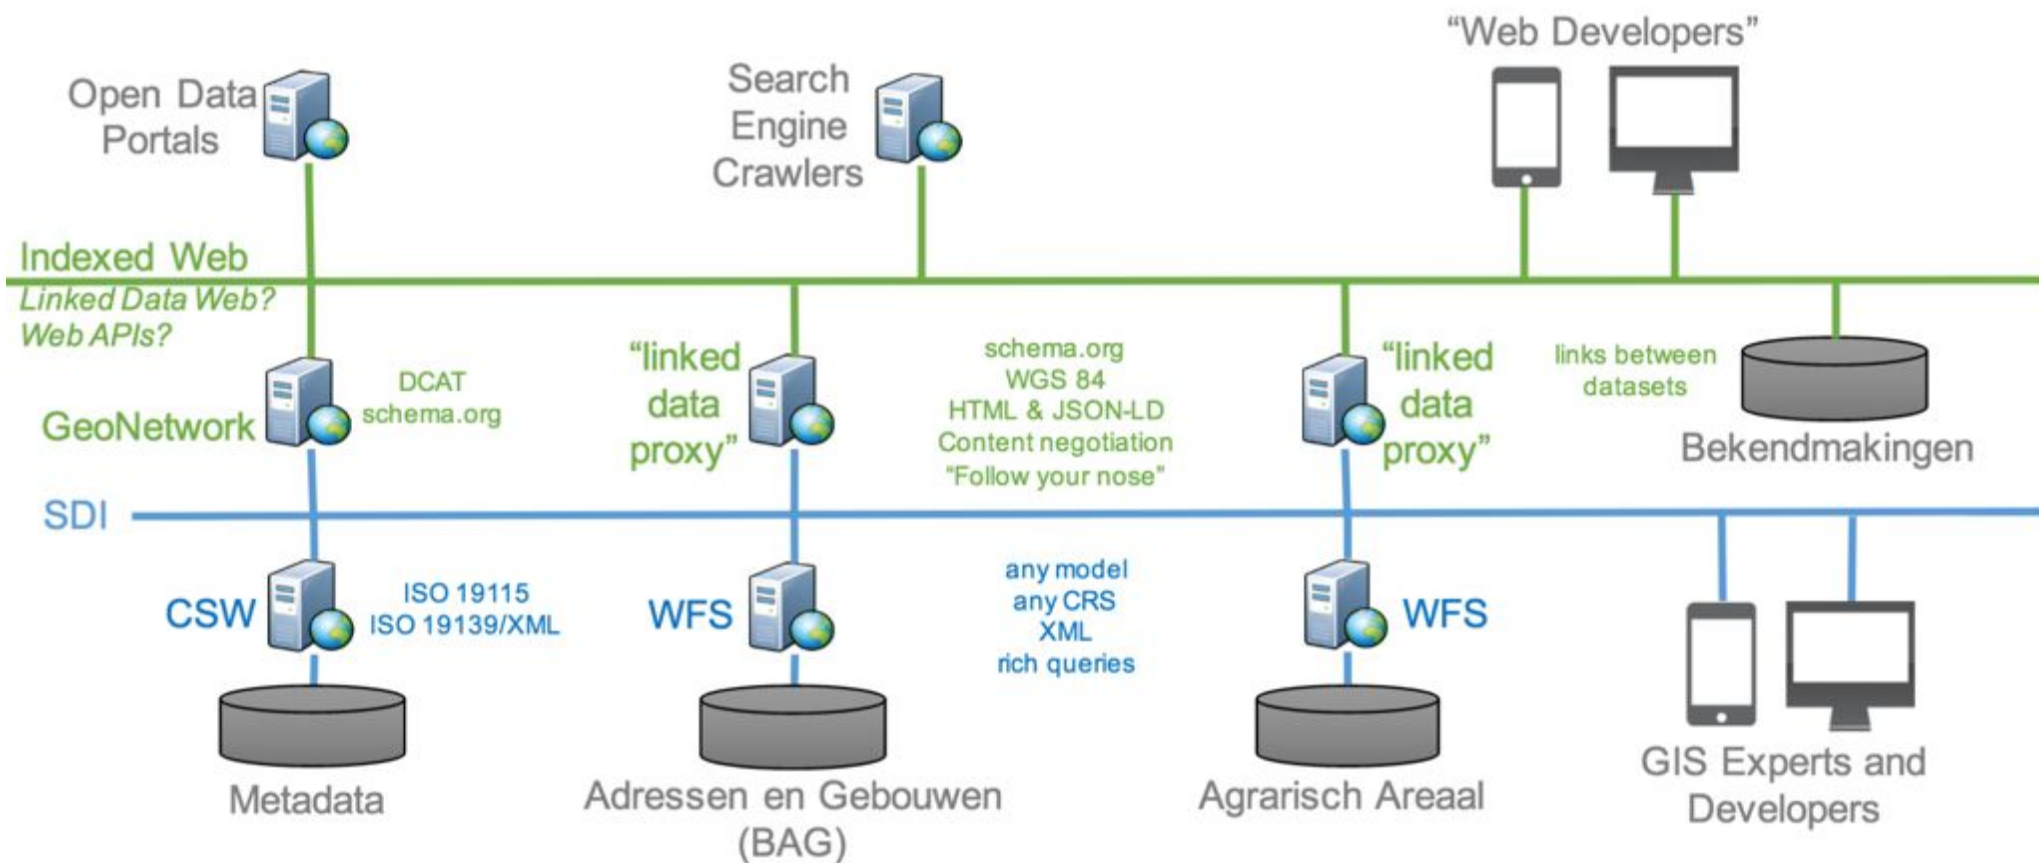 Open Data
Portals
Search
Engine
Crawlers
“Web Developers”
Indexed Web
Linked Data Web?
Web APIs?
GeoNetwork
DCAT
schema.org
“linked
data
proxy”
schema.org
WGS 84
HTML & JSON-LD
Content negotiation
“Follow your nose”
“linked
data
proxy”
links between
datasets
Bekendmakingen
SDI
CSW
ISO 19115
ISO 19139/XML
WFS
any model
any CRS
XML
rich queries
WFS
Metadata
Adressen en Gebouwen
(BAG)
Agrarisch Areaal
GIS Experts and
Developers